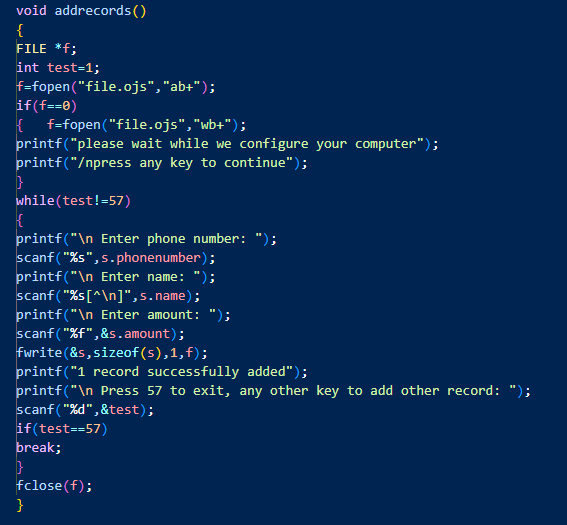 void addrecords()
{
FILE *f;
int test=1;
f=fopen("file.ojs","ab+");
if(f==0)
{   f=fopen("file.ojs","wb+");
printf("please wait while we configure your computer");
printf("/npress any key to continue");
}
while(test!=57)
{
printf("\n Enter phone number: ");
scanf("%s",s.phonenumber);
printf("\n Enter name: ");
scanf("%s[^\n]",s.name);
printf("\n Enter amount: ");
scanf("%f",&s.amount);
fwrite(&s,sizeof(s),1,f);
printf("1 record successfully added");
printf("\n Press 57 to exit, any other key to add other record: ");
scanf("%d",&test);
if(test==57)
break;
}
fclose(f);
}